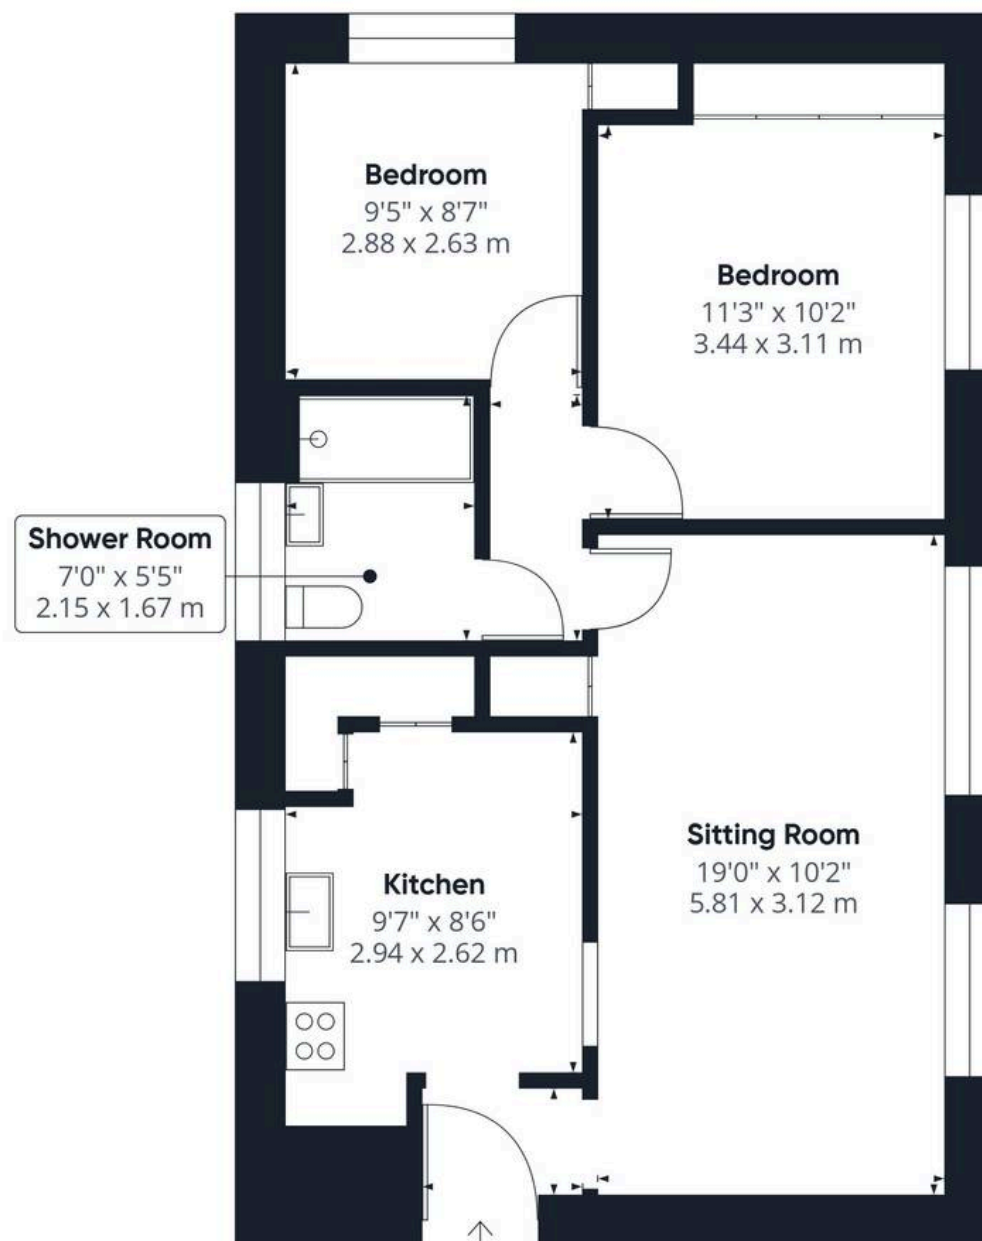 Bedroom
9'5" x 8'7"
2.88 x 2.63 m
Bedroom
11'3" x 10'2"
3.44 x 3.11 m
Shower Room
7'0" x 5'5"
2.15 x 1.67 m
Sitting Room
19'0" x 10'2"
5.81 x 3.12 m
Kitchen
9'7" x 8'6"
2.94 x 2.62 m